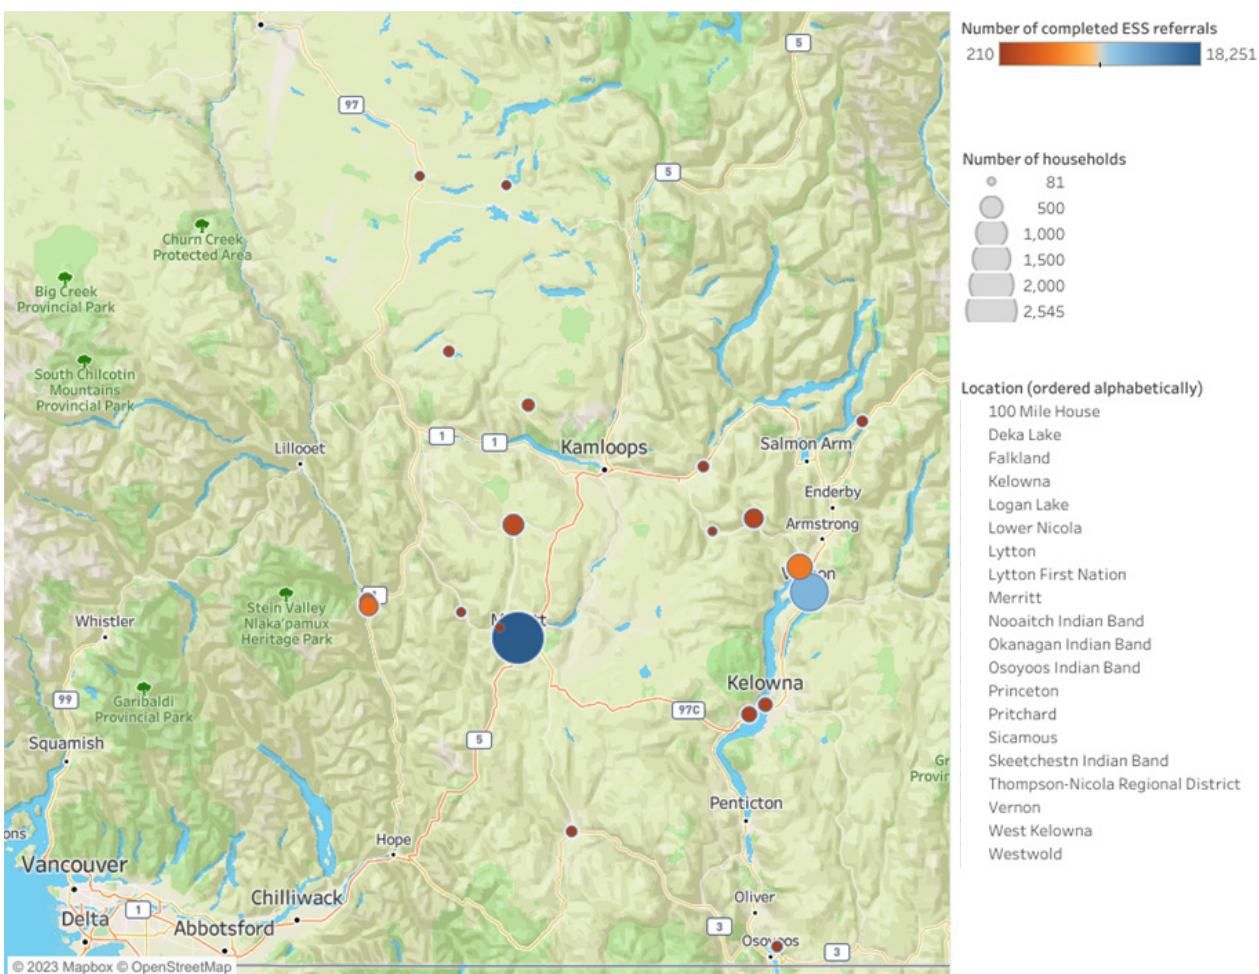 Number of completed ESS referrals
210 18,251
Number of households
81
500
1,000
1,500
2,000
2,545
Location (ordered alphabetically)
100 Mile House
Deka Lake
Falkland
Kelowna
Logan Lake
Lower Nicola
Lytton
Lytton First Nation
Merritt
Nooaitch Indian Band
Okanagan Indian Band
Osoyoos Indian Band
Princeton
Pritchard
Sicamous
Skeetchestn Indian Band
Thompson-Nicola Regional District
Vernon
West Kelowna
Westwold
5
97
5
Churn Creek
Protected Area
Big Creek
Provincial Park
South Chilcotin
Mountains
Provincial Park
1
1
Kamloops
Salmon Arm
Lillooet
Enderby
Armstrong
Stein Valley
Nlaka'pamux
Heritage Park
Whistler
Kelowna
99
Garibaldi
Provincial Park
97C
5
Squamish
Penticton
ons
Hope
Vancouver
Chilliwack
Oliver
1
Delta
Abbotsford
3
Osoyoos
3
© 2023 Mapbox © OpenStreetMap